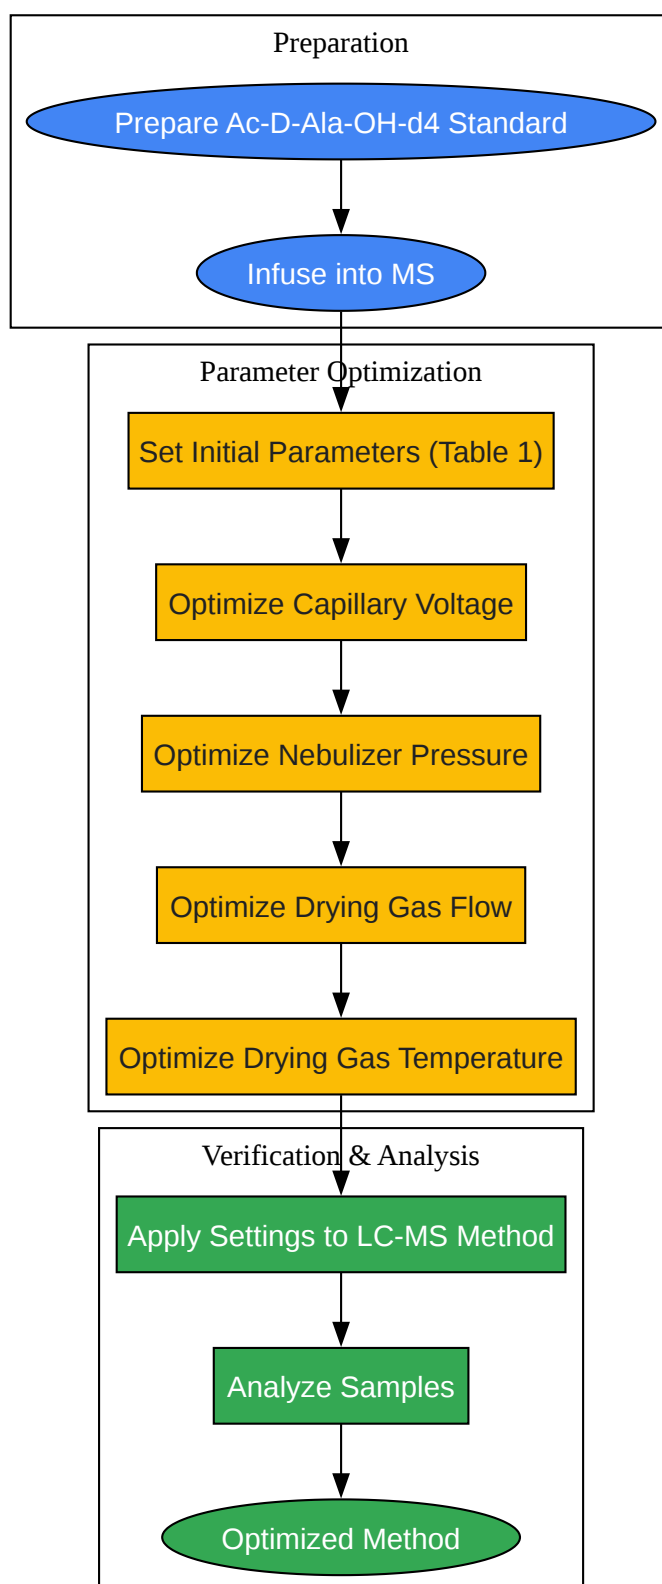 Preparation
Prepare Ac-D-Ala-OH-d4 Standard
Infuse into MS
Parameter Optimization
Set Initial Parameters (Table 1)
Optimize Capillary Voltage
Optimize Nebulizer Pressure
Optimize Drying Gas Flow
Optimize Drying Gas Temperature
Verification & Analysis
Apply Settings to LC-MS Method
Analyze Samples
Optimized Method